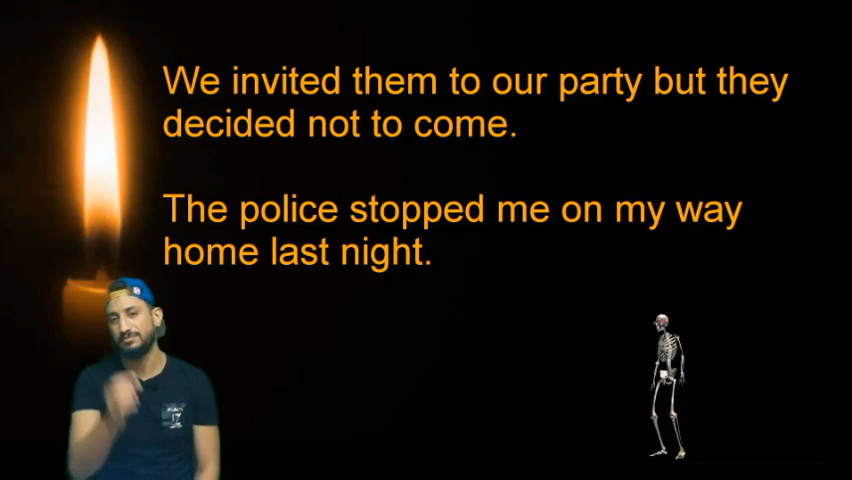 We invited them to our party but they
decided not to come.
The police stopped me on my way
home last night.
17